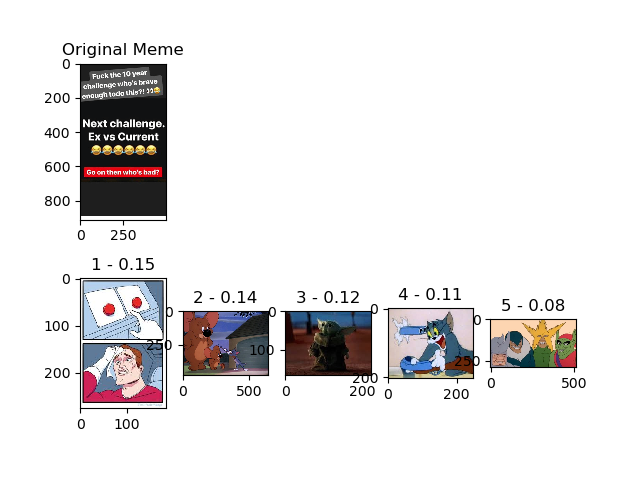 Original Meme
Fuck the 10 year
challenge who's brave
enough todo this?! 👀😂
Next challenge.
Ex vs Current
😂😂😂😂😂😂
Go on then who's bad?
0
200
400
600
800
0 250
1 - 0.15
0
100
200
0 100
2 - 0.14
0
250
0 500
3 - 0.12
0
100
0 200
4 - 0.11
0
200
0 200
5 - 0.08
0
250
0 500